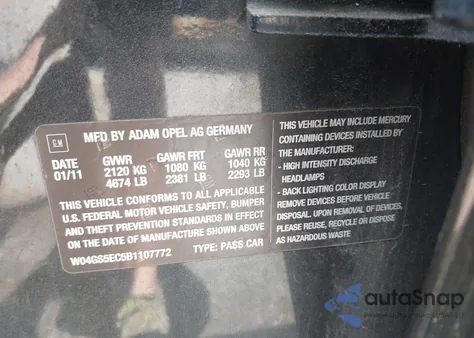 GM
MFD BY ADAM OPEL AG GERMANY
DATE GVWR GAWR FRT GAWR RR
01/11 2120 KG 1080 KG 1040 KG
4674 LB 2381 LB 2293 LB
THIS VEHICLE CONFORMS TO ALL APPLICABLE
U.S. FEDERAL MOTOR VEHICLE SAFETY, BUMPER
AND THEFT PREVENTION STANDARDS IN EFFECT
ON THE DATE OF MANUFACTURE SHOWN ABOVE.
W04GS5EC5B1107772 TYPE: PASS CAR
THIS VEHICLE MAY INCLUDE MERCURY
CONTAINING DEVICES INSTALLED BY
THE MANUFACTURER:
- HIGH INTENSITY DISCHARGE
HEADLAMPS
- BACK LIGHTING COLOR DISPLAY
REMOVE DEVICES BEFORE VEHICLE
DISPOSAL. UPON REMOVAL OF DEVICES,
PLEASE REUSE, RECYCLE OR DISPOSE
AS HAZARDOUS WASTE
autoSnap